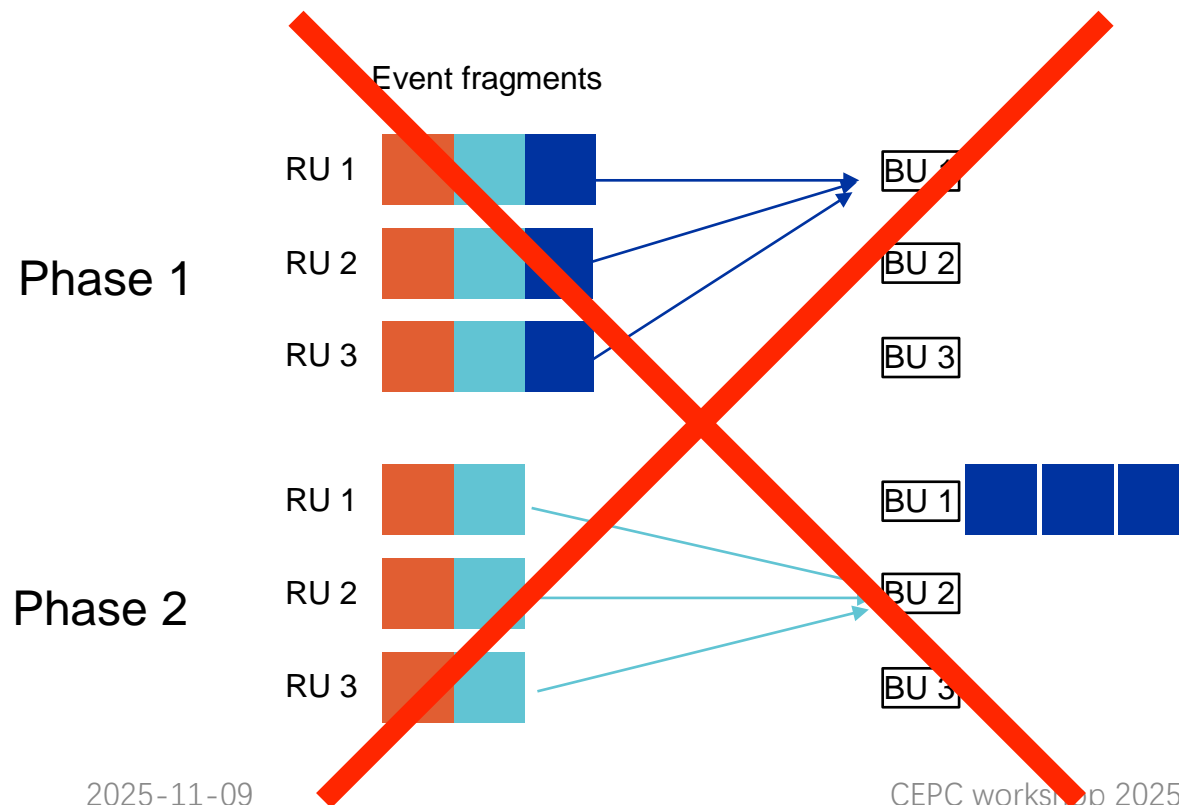 Event fragments
RU 1
BU 1
Phase 1
RU 2
BU 2
RU 3
BU 3
RU 1
BU 1
Phase 2
RU 2
BU 2
RU 3
BU 3
2025-11-09
CEPC workshop 2025